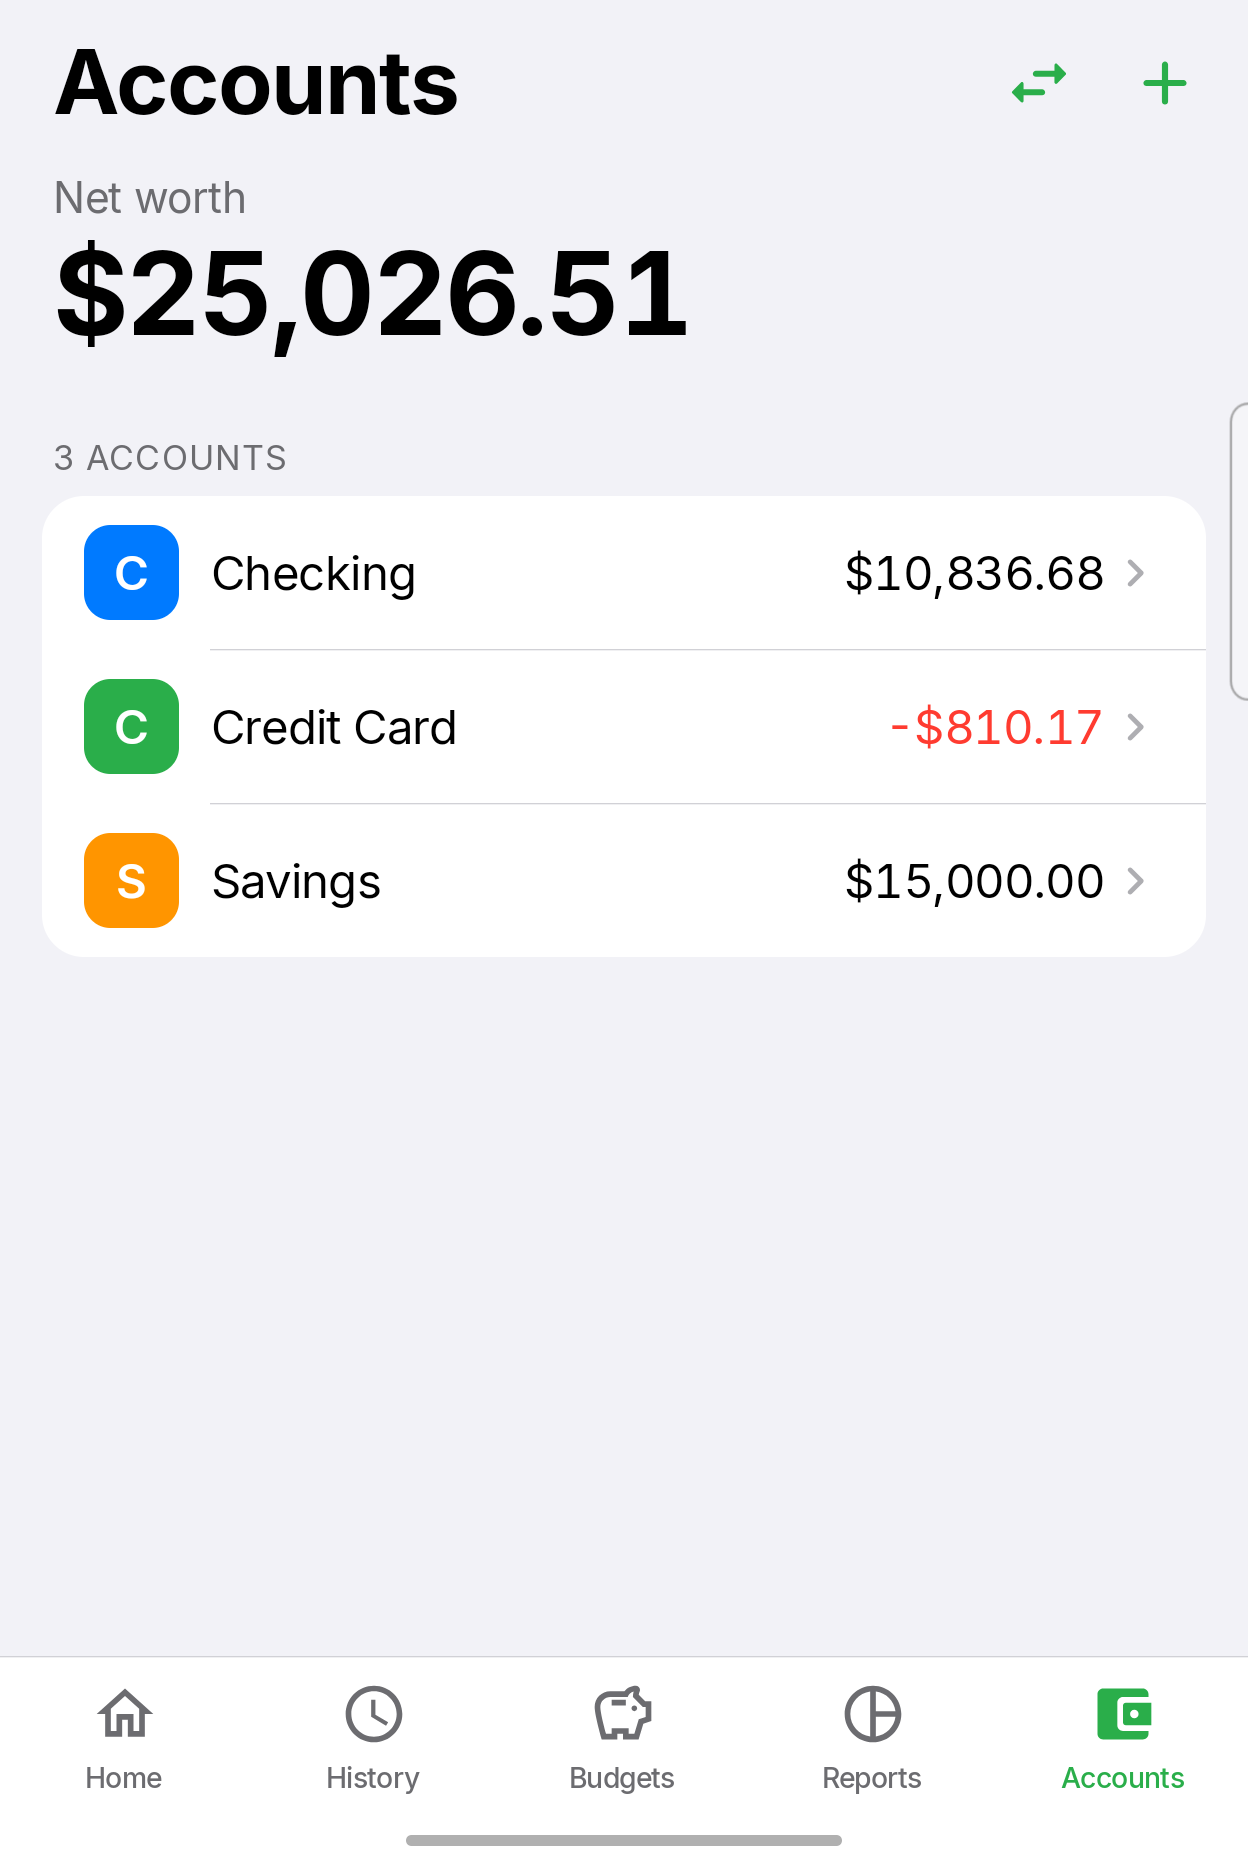 Accounts
Net worth
$25,026.51
3 ACCOUNTS
C Checking $10,836.68
C Credit Card -$810.17
S Savings $15,000.00
Home History Budgets Reports Accounts